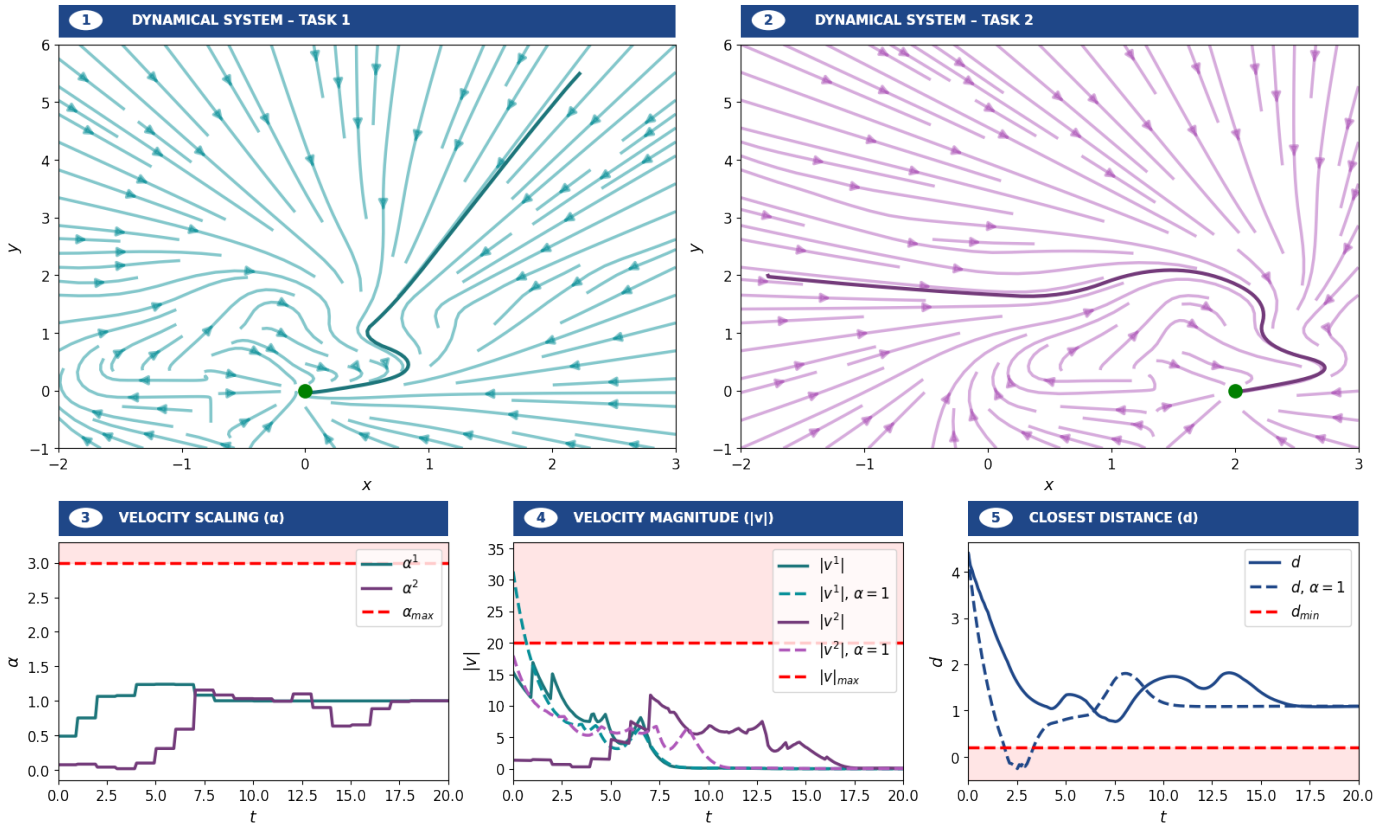 1 DYNAMICAL SYSTEM – TASK 1
6
5
4
3
2
1
0
−1
y
−2 −1 0 1 2 3
x
2 DYNAMICAL SYSTEM – TASK 2
6
5
4
3
2
1
0
−1
y
−2 −1 0 1 2 3
x
3 VELOCITY SCALING (α)
3.0
2.5
2.0
1.5
1.0
0.5
0.0
α
0.0 2.5 5.0 7.5 10.0 12.5 15.0 17.5 20.0
t
α¹
α²
αₘₐₓ
4 VELOCITY MAGNITUDE (|v|)
35
30
25
20
15
10
5
0
|v|
0.0 2.5 5.0 7.5 10.0 12.5 15.0 17.5 20.0
t
|v¹|
|v¹|, α = 1
|v²|
|v²|, α = 1
|v|ₘₐₓ
5 CLOSEST DISTANCE (d)
4
3
2
1
0
d
0.0 2.5 5.0 7.5 10.0 12.5 15.0 17.5 20.0
t
d
d, α = 1
dₘᵢₙ